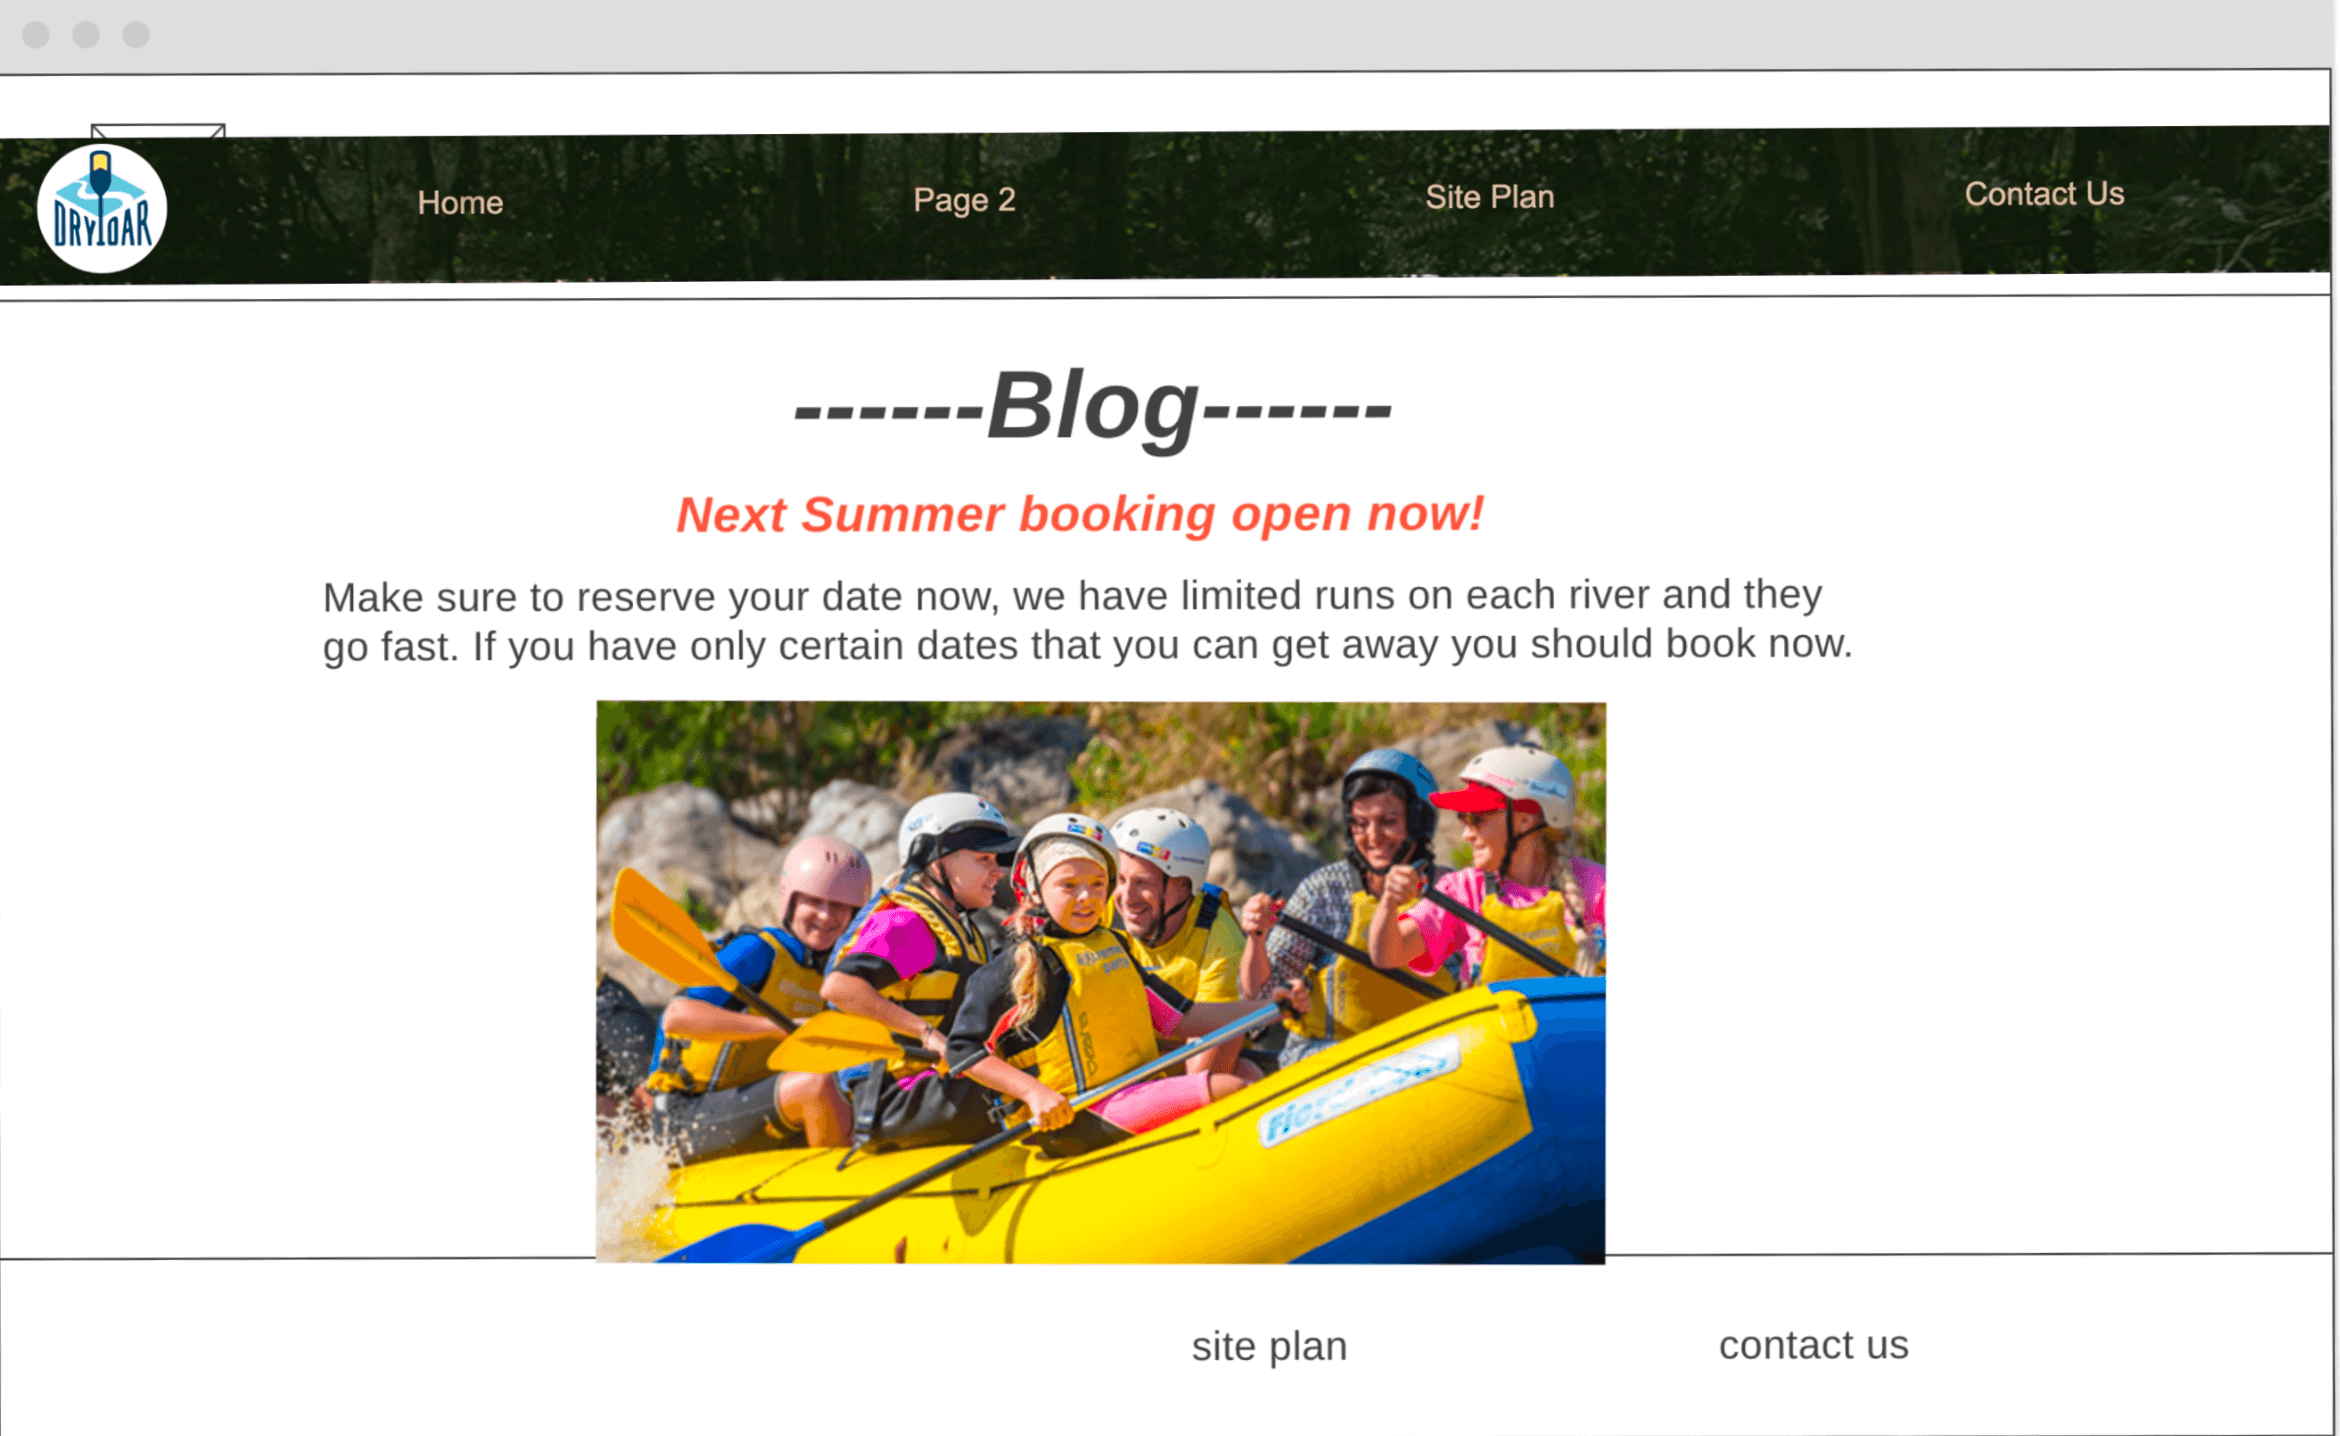 DRY OAR
Home
Page 2
Site Plan
Contact Us
------Blog------
Next Summer booking open now!
Make sure to reserve your date now, we have limited runs on each river and they
go fast. If you have only certain dates that you can get away you should book now.
site plan
contact us